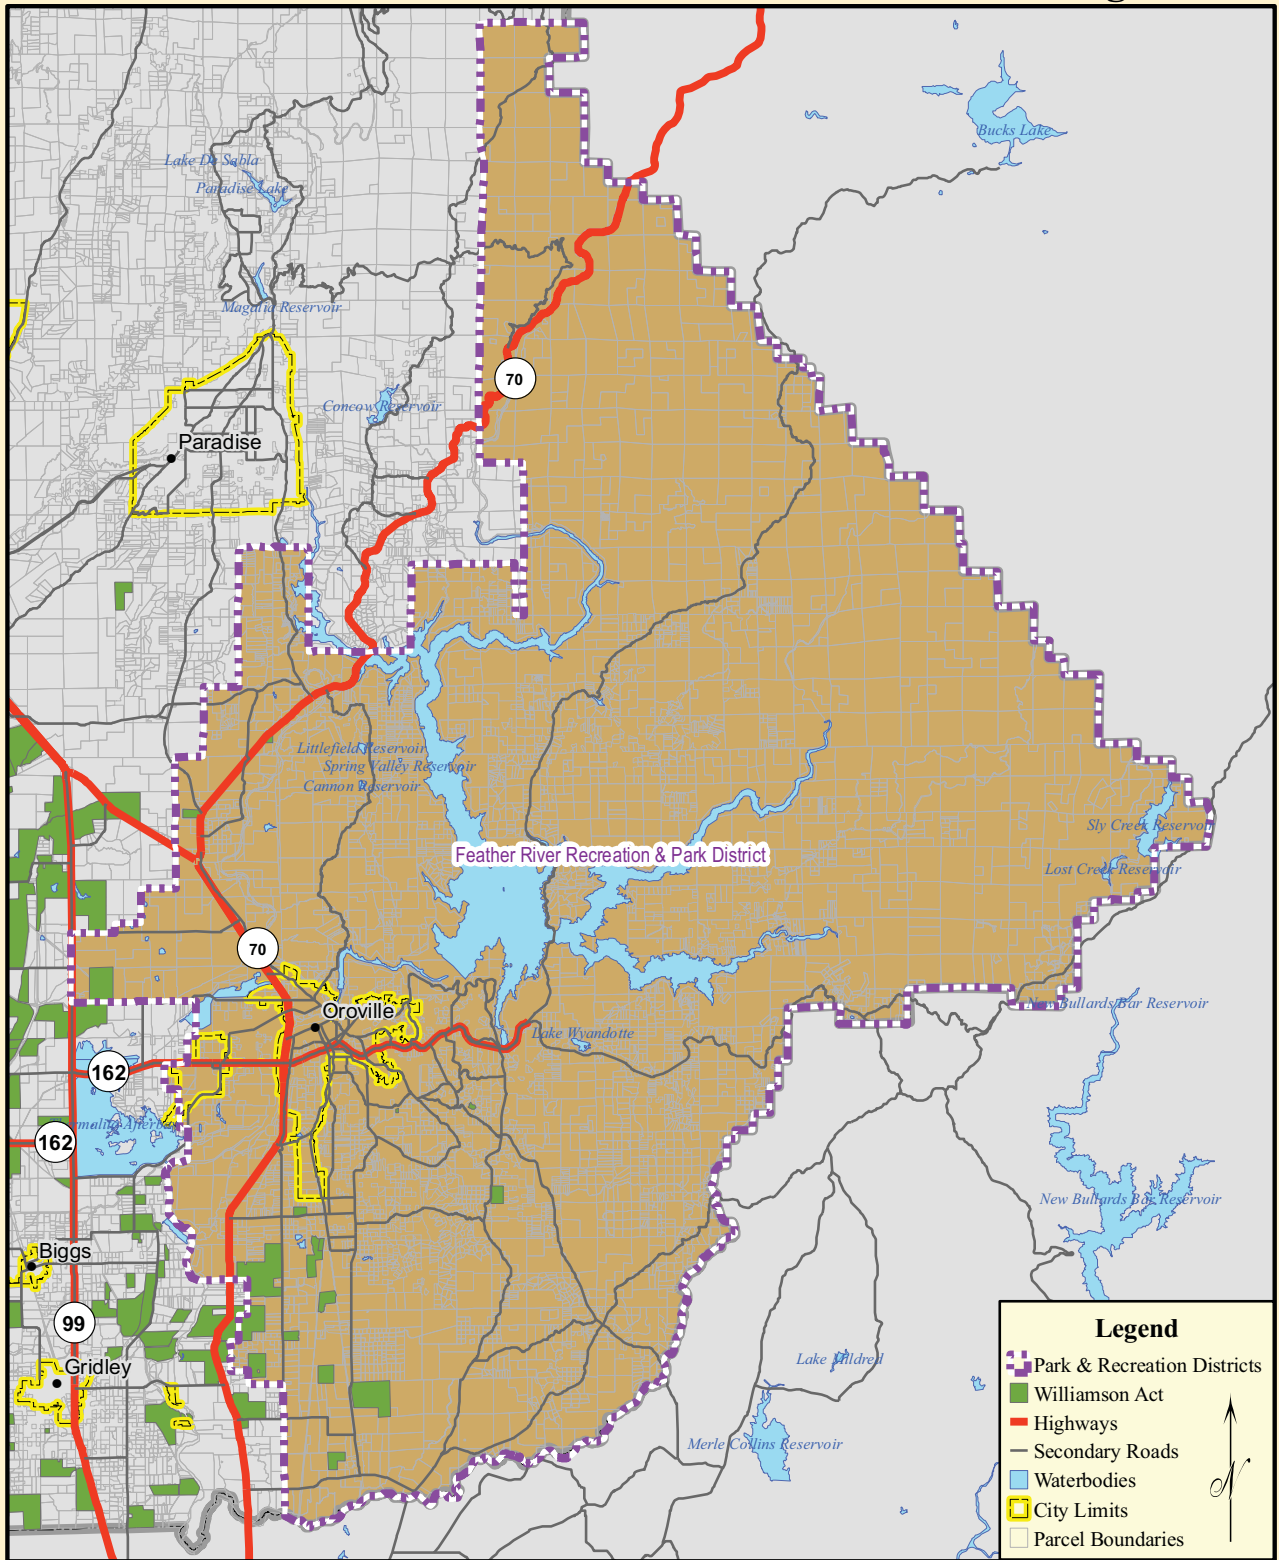 Bucks Lake
Lake De Sabla
Paradise Lake
Magalia Reservoir
70
Concow Reservoir
Paradise
Littlefield Reservoir
Spring Valley Reservoir
Cannon Reservoir
Sly Creek Reservoir
Feather River Recreation & Park District
Lost Creek Reservoir
70
New Bullards Bar Reservoir
Oroville
Lake Wyandotte
162
162
New Bullards Bar Reservoir
Biggs
99
Gridley
Lake Mildred
Merle Collins Reservoir
Legend
Park & Recreation Districts
Williamson Act
Highways
Secondary Roads
Waterbodies
City Limits
Parcel Boundaries
N